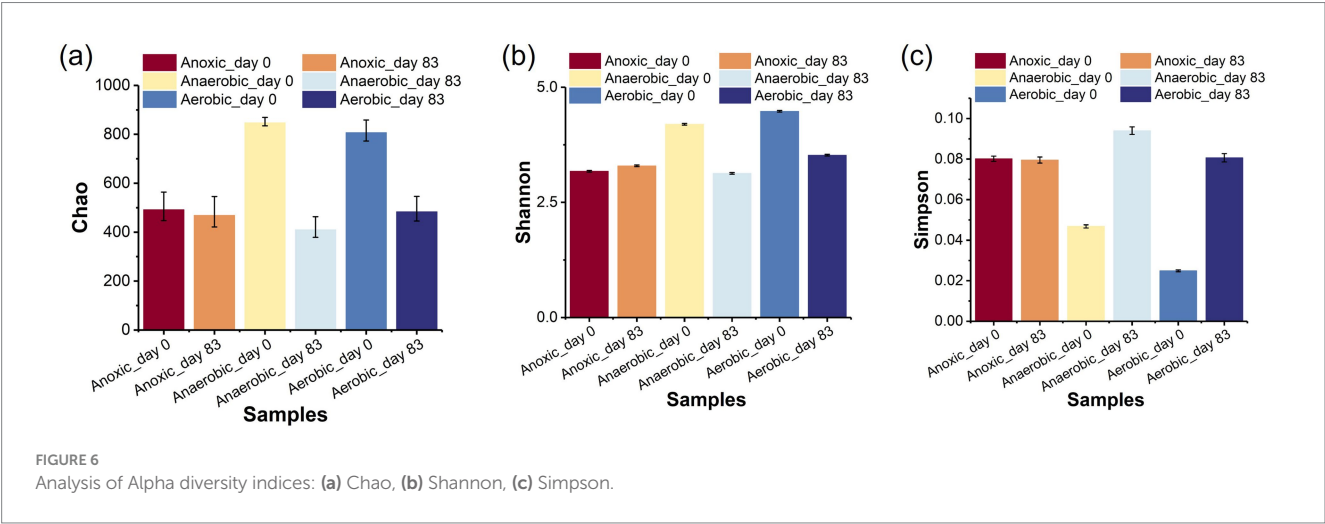 (a)
Anoxic_day 0 Anoxic_day 83
Anaerobic_day 0 Anaerobic_day 83
Aerobic_day 0 Aerobic_day 83
1000
800
600
400
200
0
Chao
Anoxic_day 0
Anoxic_day 83
Anaerobic_day 0
Anaerobic_day 83
Aerobic_day 0
Aerobic_day 83
Samples
(b)
Anoxic_day 0 Anoxic_day 83
Anaerobic_day 0 Anaerobic_day 83
Aerobic_day 0 Aerobic_day 83
5.0
2.5
0.0
Shannon
Anoxic_day 0
Anoxic_day 83
Anaerobic_day 0
Anaerobic_day 83
Aerobic_day 0
Aerobic_day 83
Samples
(c)
Anoxic_day 0 Anoxic_day 83
Anaerobic_day 0 Anaerobic_day 83
Aerobic_day 0 Aerobic_day 83
0.10
0.08
0.06
0.04
0.02
0.00
Simpson
Anoxic_day 0
Anoxic_day 83
Anaerobic_day 0
Anaerobic_day 83
Aerobic_day 0
Aerobic_day 83
Samples
FIGURE 6
Analysis of Alpha diversity indices: (a) Chao, (b) Shannon, (c) Simpson.